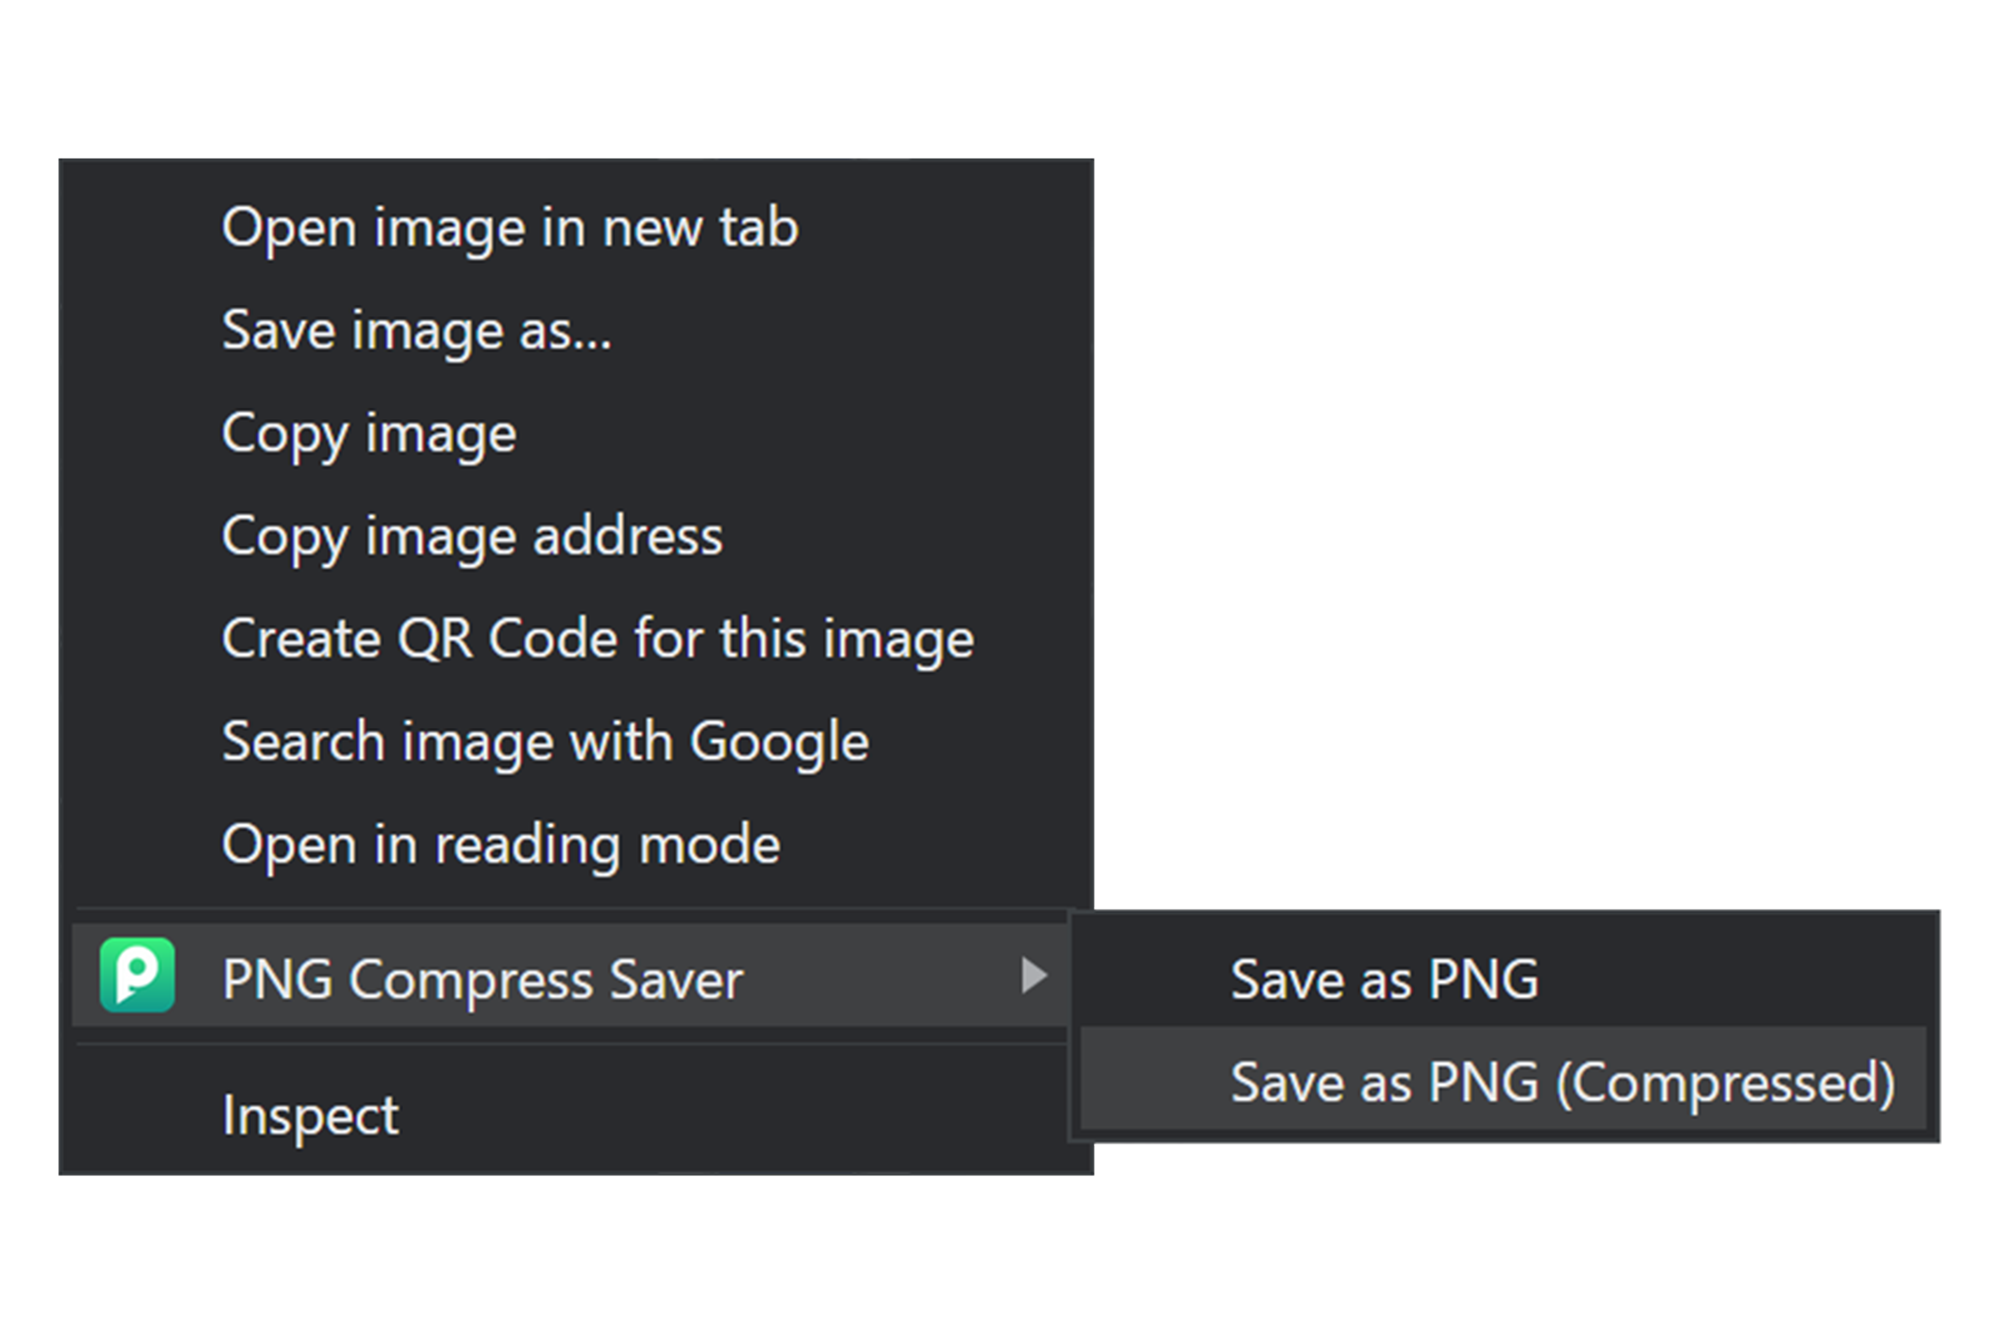 Open image in new tab
Save image as...
Copy image
Copy image address
Create QR Code for this image
Search image with Google
Open in reading mode
PNG Compress Saver
Save as PNG
Save as PNG (Compressed)
Inspect